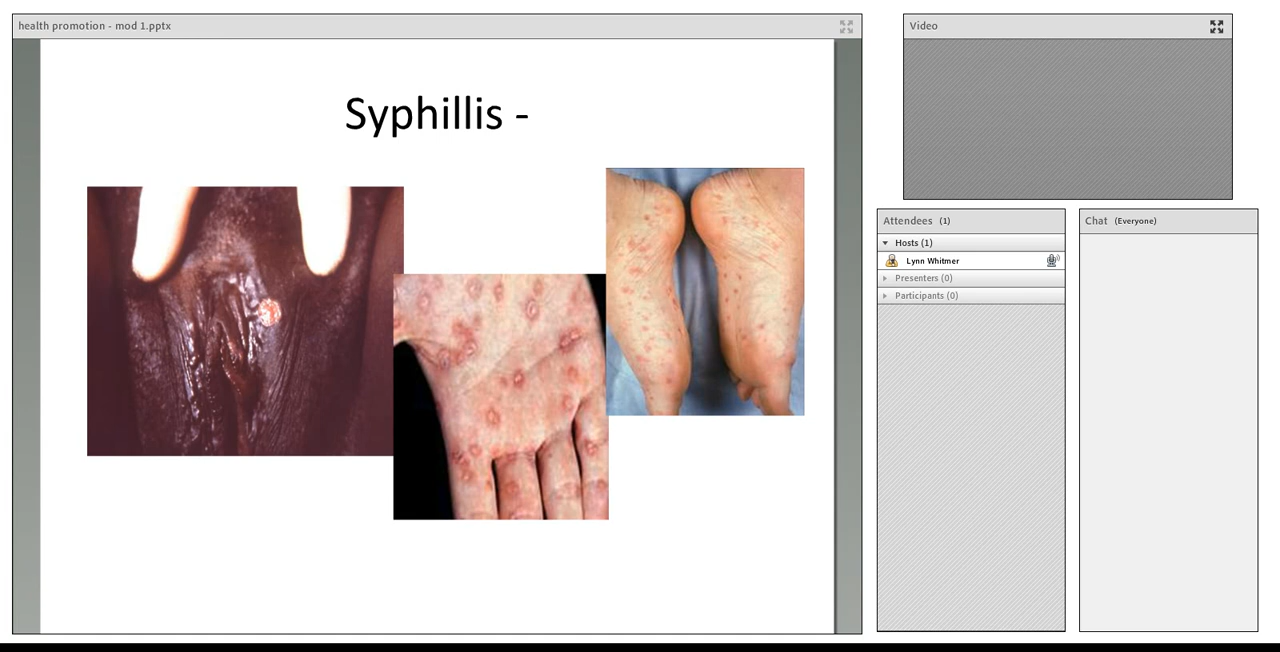 health promotion - mod 1.pptx
Syphillis -
Video
Attendees (1)
Hosts (1)
Lynn Whitmer
Presenters (0)
Participants (0)
Chat (Everyone)